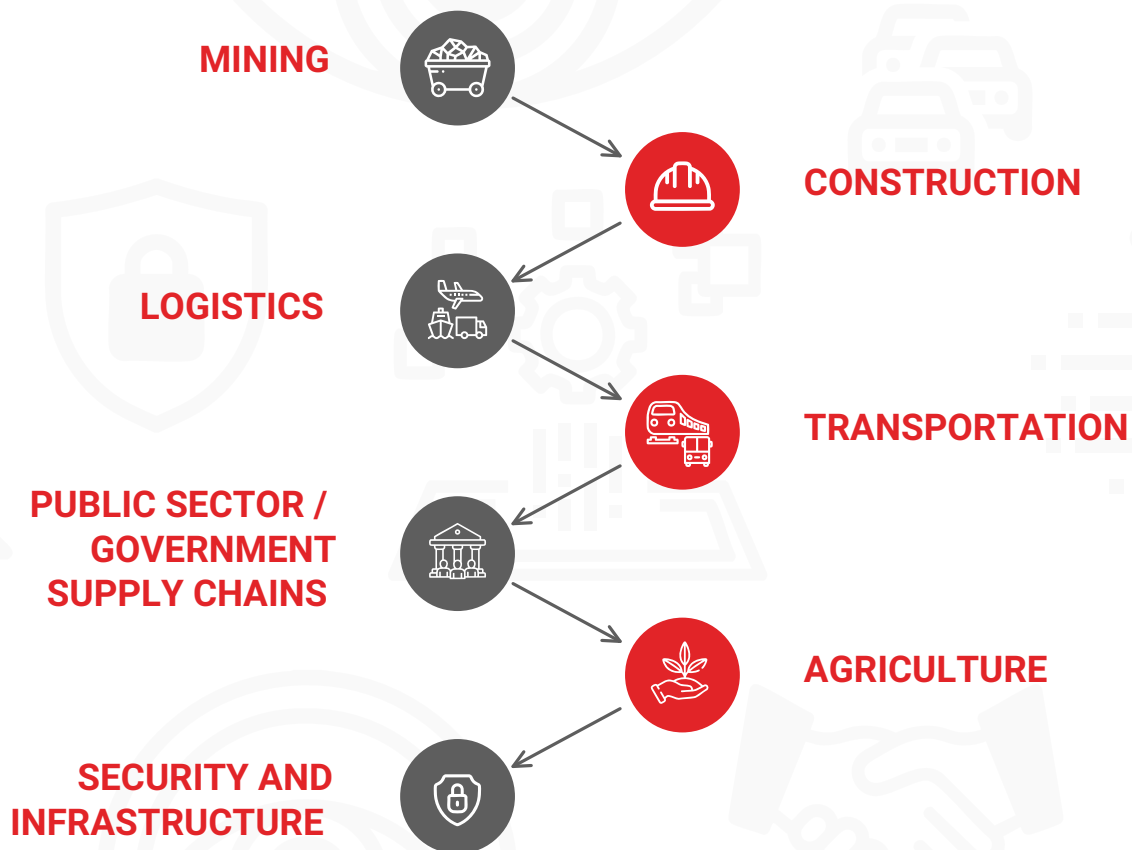 MINING
CONSTRUCTION
LOGISTICS
TRANSPORTATION
PUBLIC SECTOR /
GOVERNMENT
SUPPLY CHAINS
AGRICULTURE
SECURITY AND
INFRASTRUCTURE